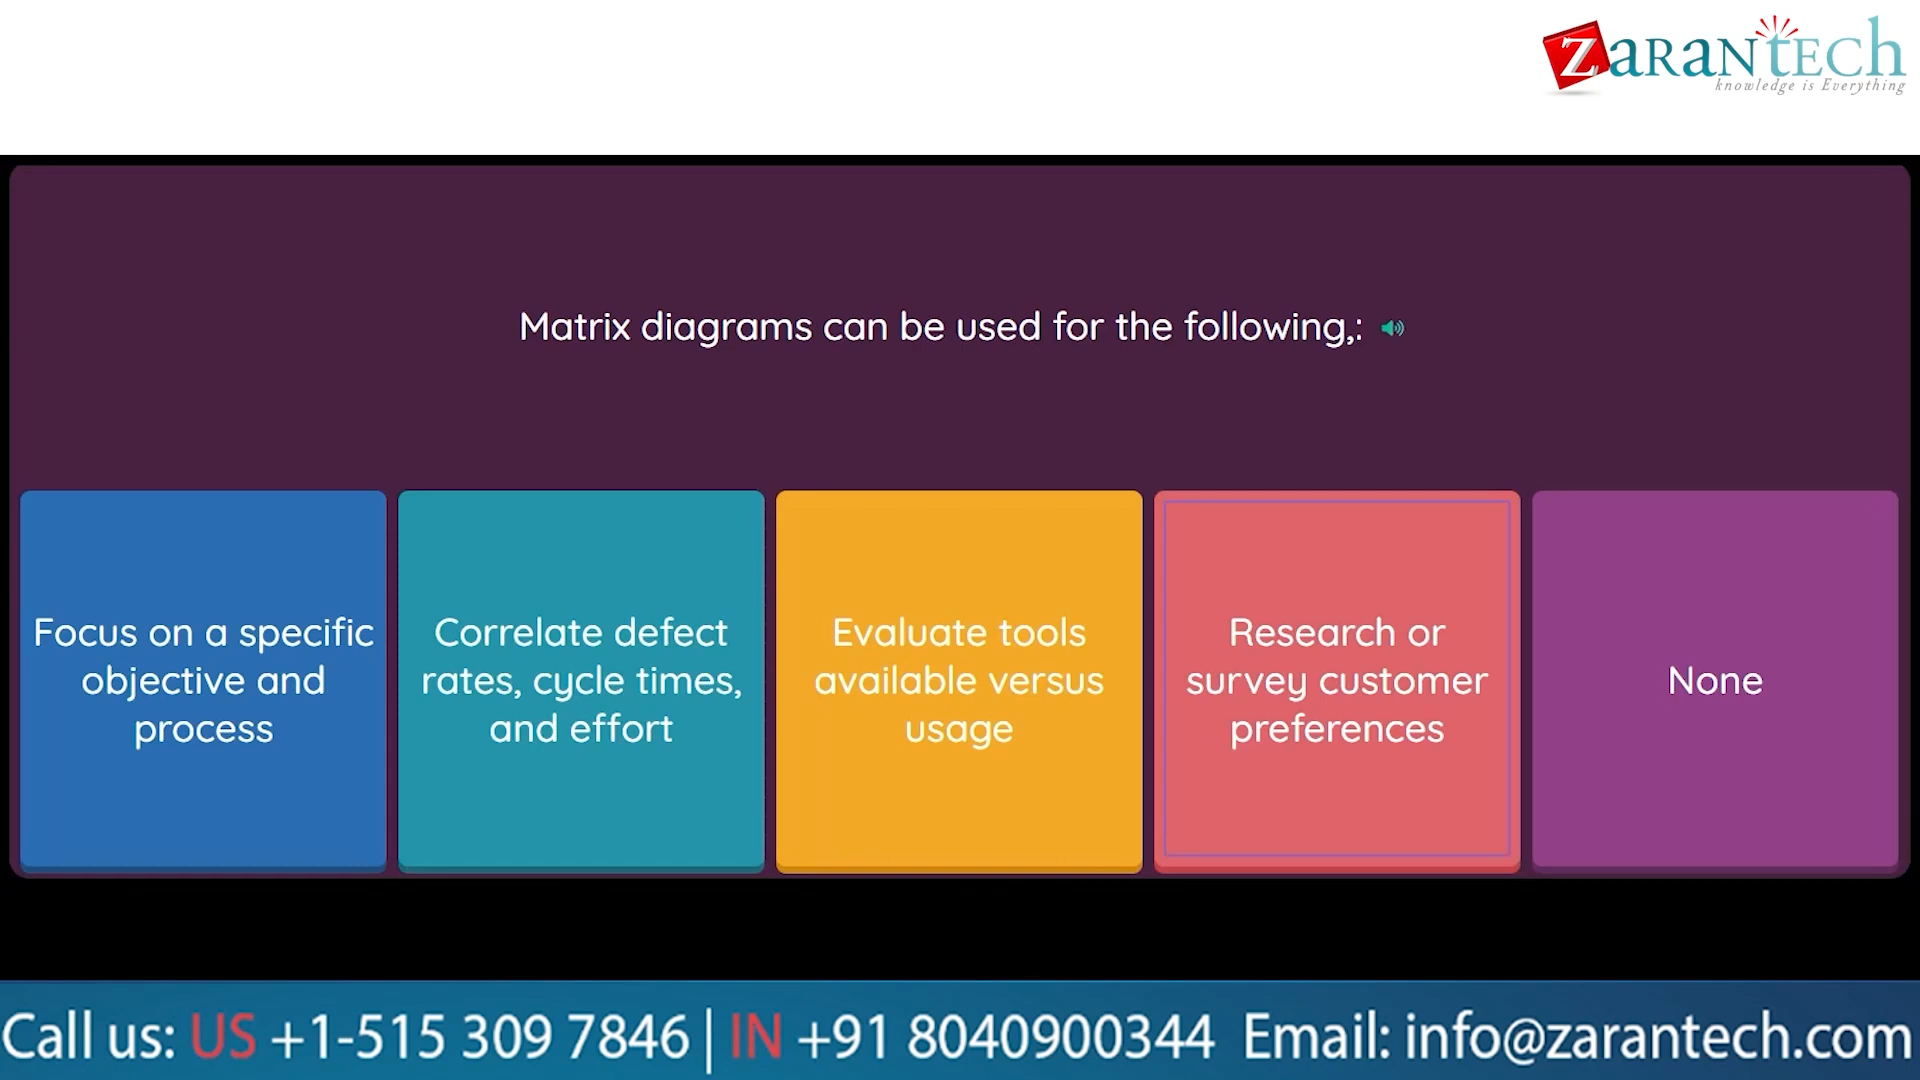 ZaranTech
knowledge is Everything
Matrix diagrams can be used for the following,:
Focus on a specific
objective and
process
Correlate defect
rates, cycle times,
and effort
Evaluate tools
available versus
usage
Research or
survey customer
preferences
None
Call us: US +1-515 309 7846 | IN +91 8040900344 Email: info@zarantech.com